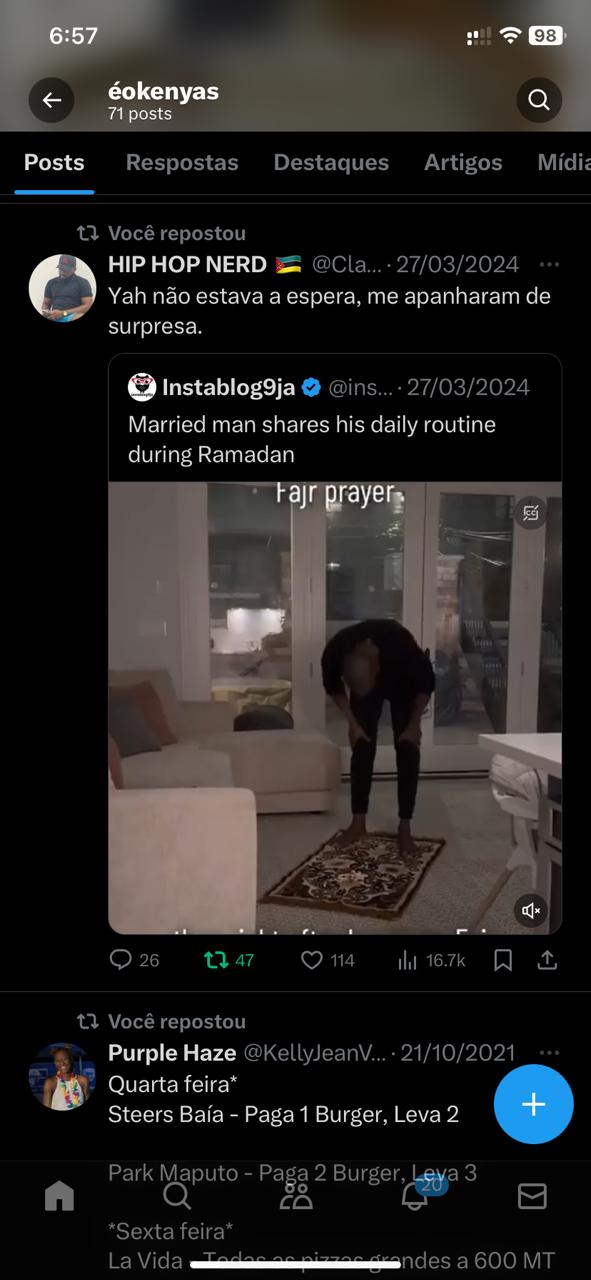 6:57
98
éokenyas
71 posts
Posts Respostas Destaques Artigos Mídia
Você repostou
HIP HOP NERD 🇲🇿 @Cla... · 27/03/2024
Yah não estava a espera, me apanharam de
surpresa.
Instablog9ja @ins... · 27/03/2024
Married man shares his daily routine
during Ramadan
Fajr prayer.
CC
26 47 114 16.7k
Você repostou
Purple Haze @KellyJeanV... · 21/10/2021
Quarta feira*
Steers Baía - Paga 1 Burger, Leva 2
Park Maputo - Paga 2 Burger, Leva 3
20
*Sexta feira*
La Vida - Todas as pizzas grandes a 600 MT